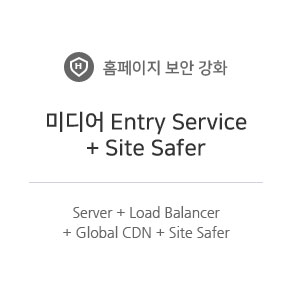 H 홈페이지 보안 강화
미디어 Entry Service
+ Site Safer
Server + Load Balancer
+ Global CDN + Site Safer